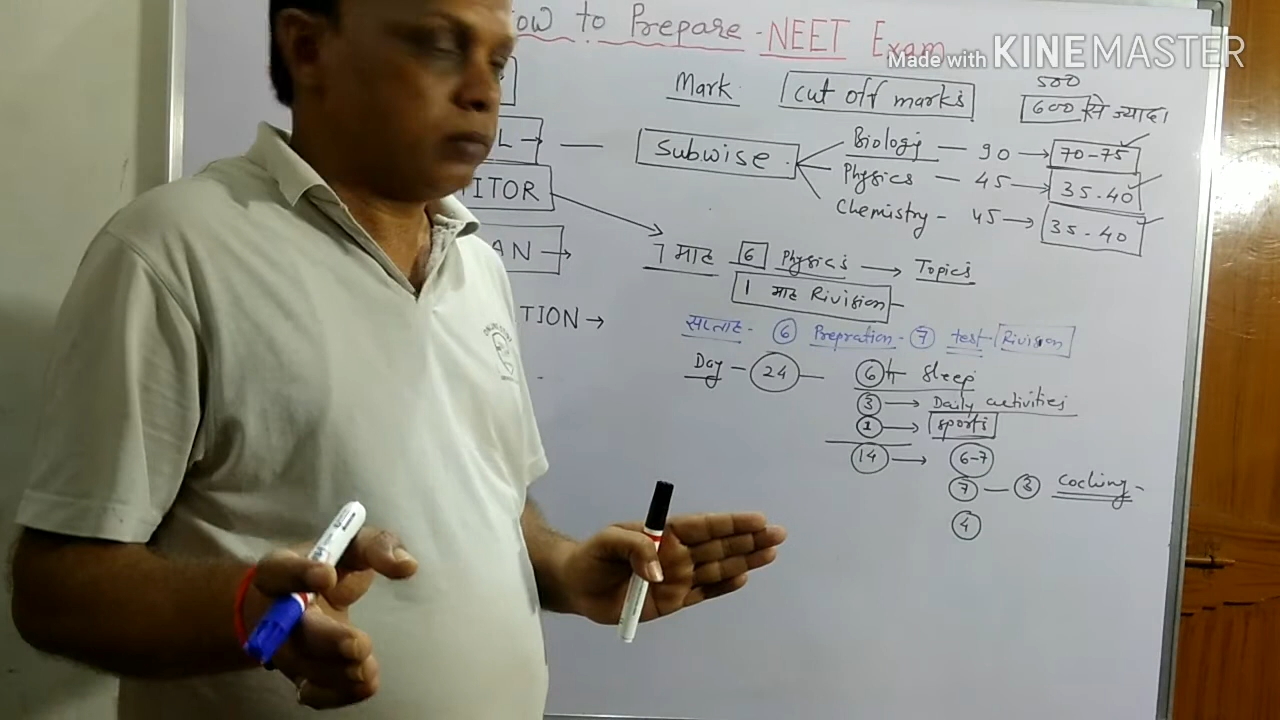 ow to Prepare - NEET Exam
Made with KINEMASTER
Mark cut off marks
500
600 से ज्यादा
L → — Subwise
Biology — 90 → 70-75
Physics — 45 → 35-40
Chemistry - 45 → 35-40
TITOR
AN →
7 माह 6 Physics → Topics
1 माह Rivision
TION →
सप्ताह - 6 Prepration - 7 test - Rivision
Day — 24 — 6 h sleep
3 → Daily activities
1 → sports
14 → 6-7
7 — 3 Coching -
4